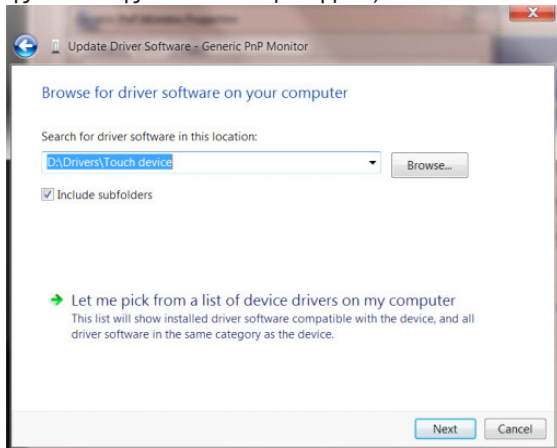 Update Driver Software - Generic PnP Monitor
Browse for driver software on your computer
Search for driver software in this location:
D:\Drivers\Touch device
Browse...
Include subfolders
Let me pick from a list of device drivers on my computer
This list will show installed driver software compatible with the device, and all
driver software in the same category as the device.
Next
Cancel